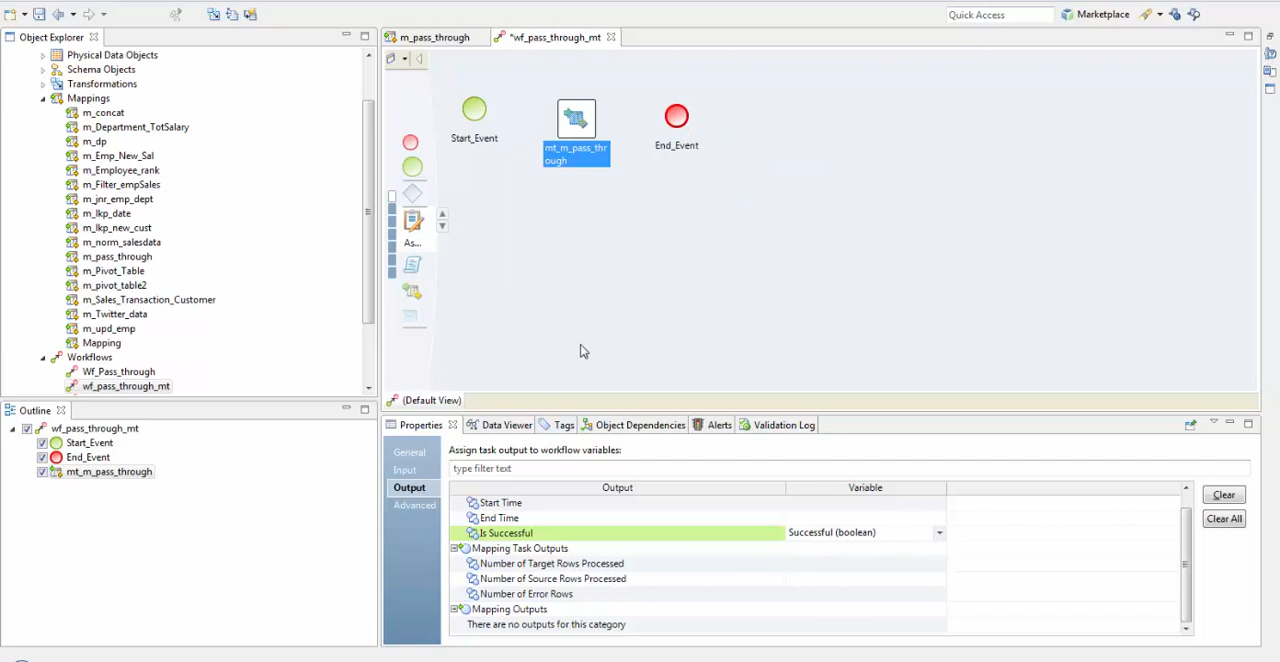 Quick Access
Marketplace
Object Explorer
Physical Data Objects
Schema Objects
Transformations
Mappings
m_concat
m_Department_TotSalary
m_dp
m_Emp_New_Sal
m_Employee_rank
m_Filter_empSales
m_jnr_emp_dept
m_lkp_date
m_lkp_new_cust
m_norm_salesdata
m_pass_through
m_Pivot_Table
m_pivot_table2
m_Sales_Transaction_Customer
m_Twitter_data
m_upd_emp
Mapping
Workflows
Wf_Pass_through
wf_pass_through_mt
Outline
wf_pass_through_mt
Start_Event
End_Event
mt_m_pass_through
m_pass_through
*wf_pass_through_mt
As...
Start_Event
mt_m_pass_thr
ough
End_Event
(Default View)
Properties
Data Viewer
Tags
Object Dependencies
Alerts
Validation Log
General
Input
Output
Advanced
Assign task output to workflow variables:
type filter text
Output
Variable
Start Time
End Time
Is Successful
Successful (boolean)
Mapping Task Outputs
Number of Target Rows Processed
Number of Source Rows Processed
Number of Error Rows
Mapping Outputs
There are no outputs for this category
Clear
Clear All